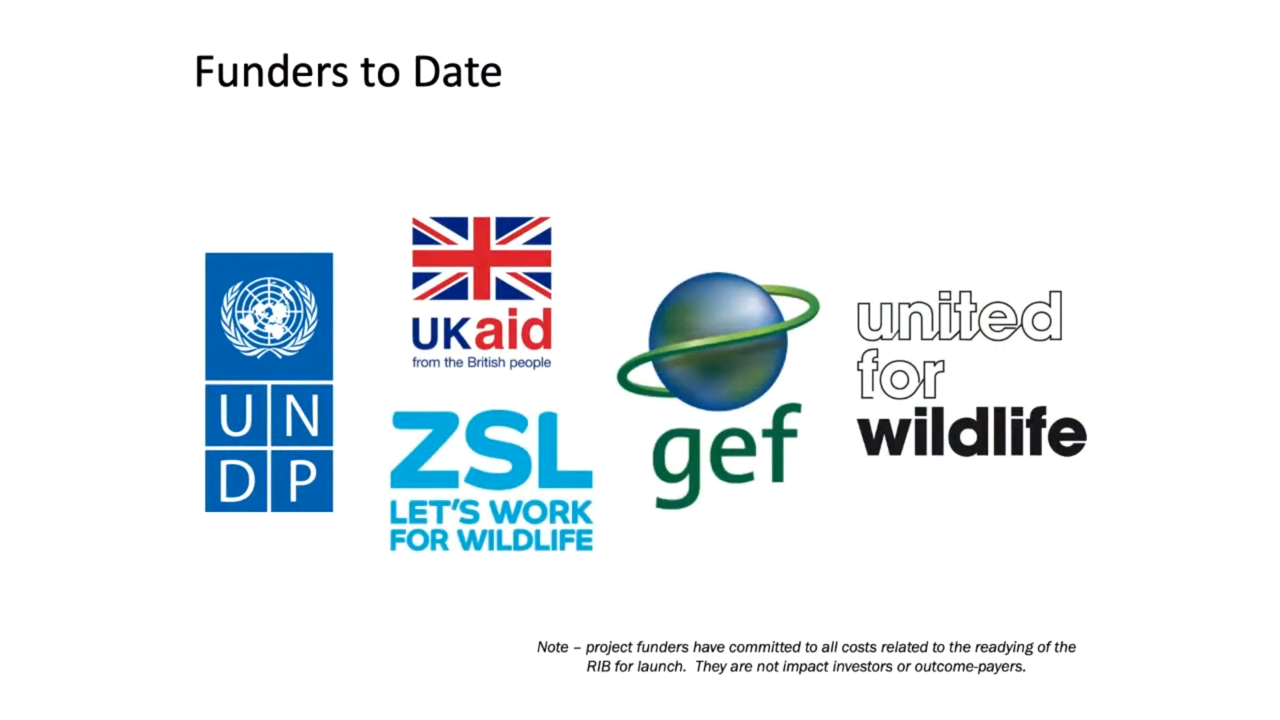 Funders to Date
UN
DP
UKaid
from the British people
ZSL
LET'S WORK
FOR WILDLIFE
gef
united
for
wildlife
Note – project funders have committed to all costs related to the readying of the
RIB for launch.  They are not impact investors or outcome-payers.